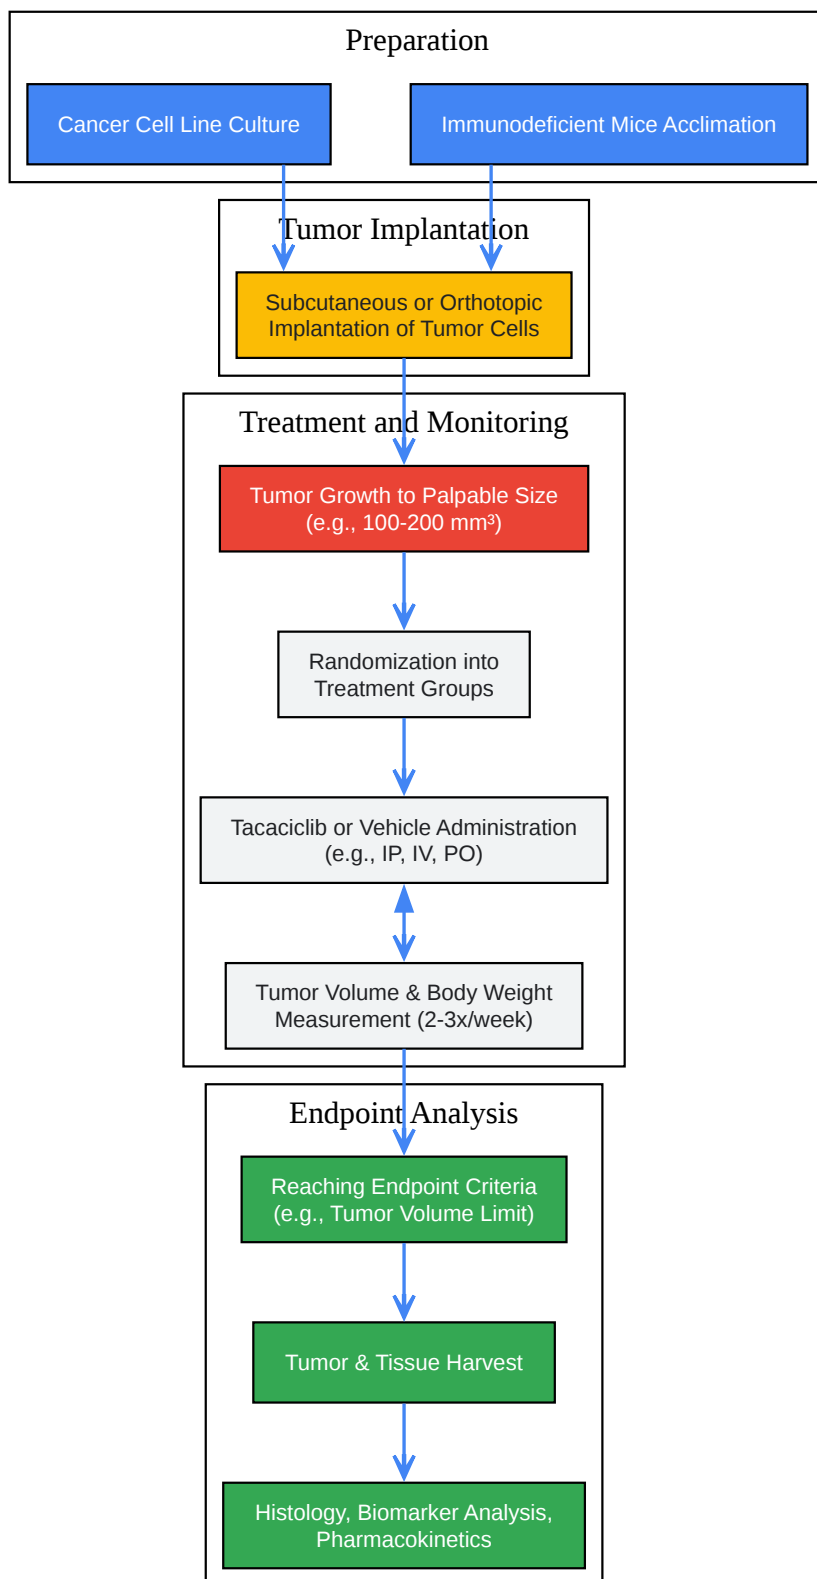 Preparation
Cancer Cell Line Culture
Immunodeficient Mice Acclimation
Tumor Implantation
Subcutaneous or Orthotopic
Implantation of Tumor Cells
Treatment and Monitoring
Tumor Growth to Palpable Size
(e.g., 100-200 mm³)
Randomization into
Treatment Groups
Tacaciclib or Vehicle Administration
(e.g., IP, IV, PO)
Tumor Volume & Body Weight
Measurement (2-3x/week)
Endpoint Analysis
Reaching Endpoint Criteria
(e.g., Tumor Volume Limit)
Tumor & Tissue Harvest
Histology, Biomarker Analysis,
Pharmacokinetics